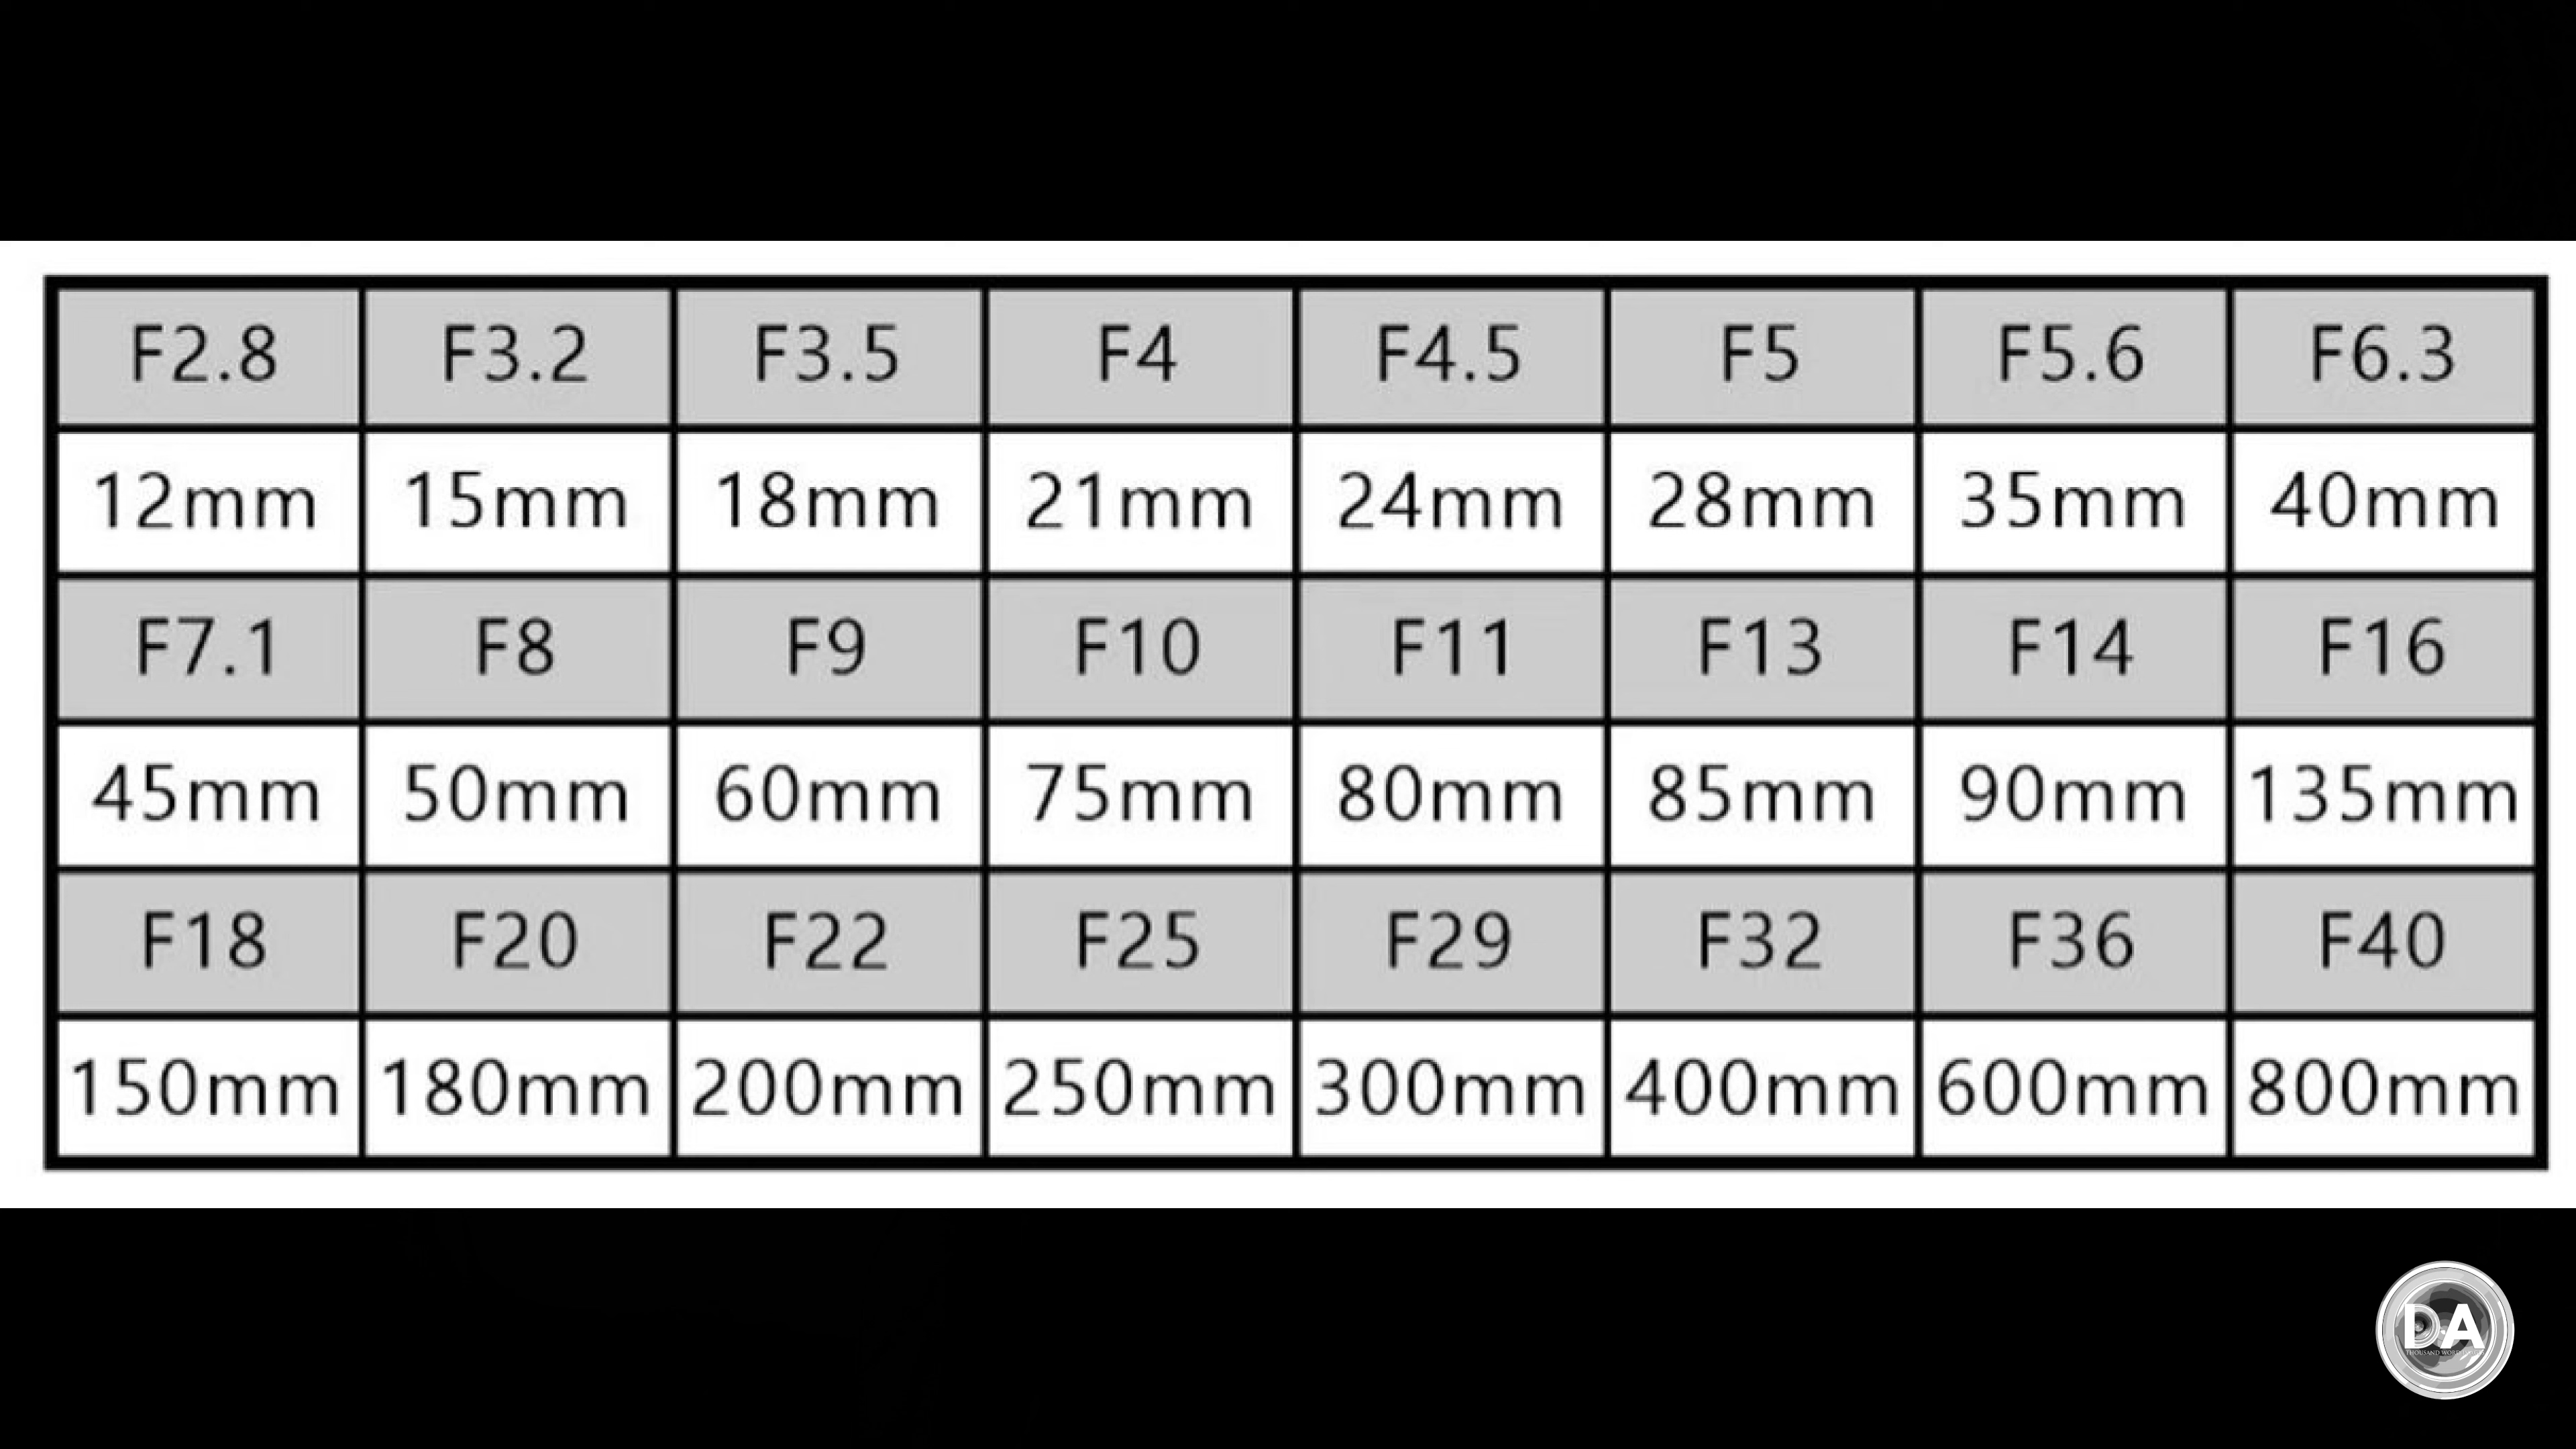 F2.8 F3.2 F3.5 F4 F4.5 F5 F5.6 F6.3
12mm 15mm 18mm 21mm 24mm 28mm 35mm 40mm
F7.1 F8 F9 F10 F11 F13 F14 F16
45mm 50mm 60mm 75mm 80mm 85mm 90mm 135mm
F18 F20 F22 F25 F29 F32 F36 F40
150mm 180mm 200mm 250mm 300mm 400mm 600mm 800mm
DA